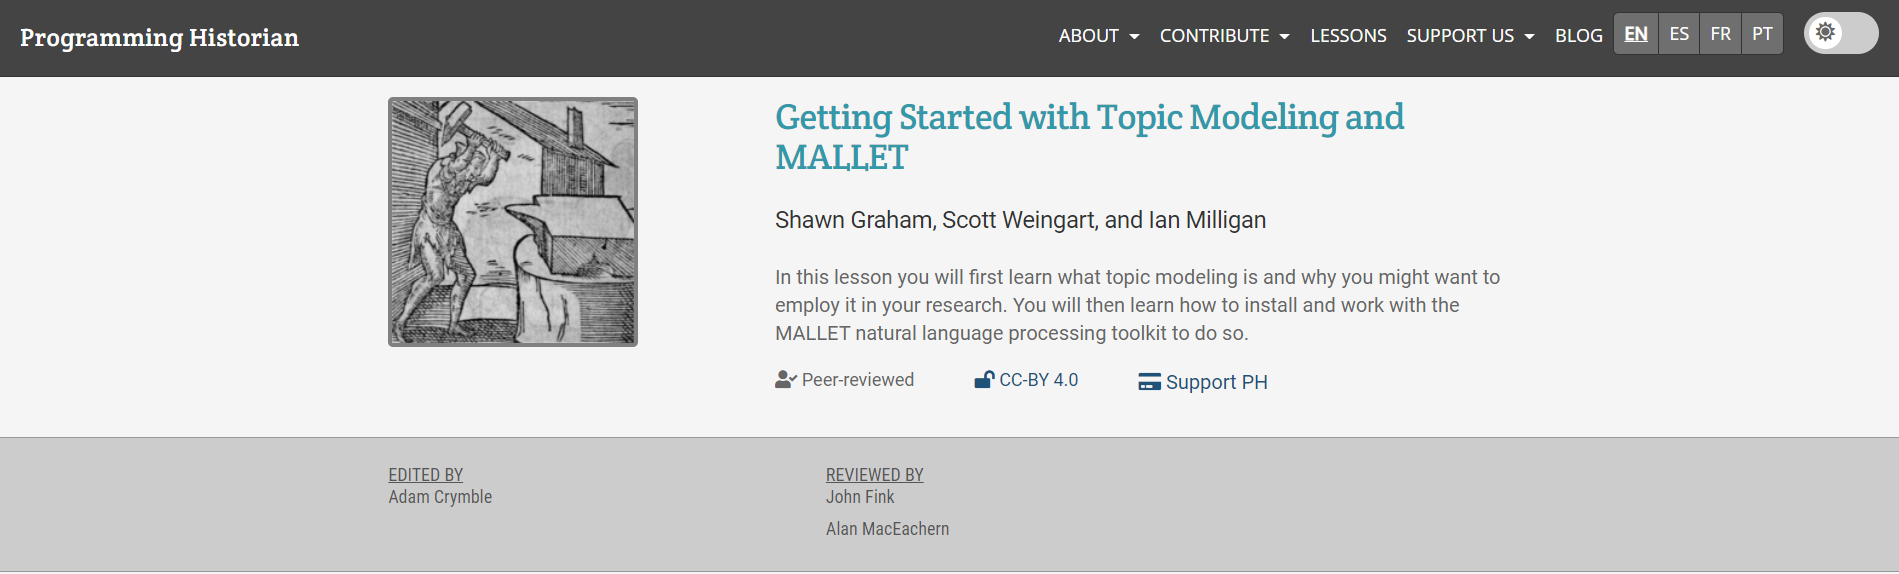 Programming Historian
ABOUT CONTRIBUTE LESSONS SUPPORT US BLOG EN ES FR PT
Getting Started with Topic Modeling and
MALLET
Shawn Graham, Scott Weingart, and Ian Milligan
In this lesson you will first learn what topic modeling is and why you might want to
employ it in your research. You will then learn how to install and work with the
MALLET natural language processing toolkit to do so.
Peer-reviewed CC-BY 4.0 Support PH
EDITED BY
Adam Crymble
REVIEWED BY
John Fink
Alan MacEachern